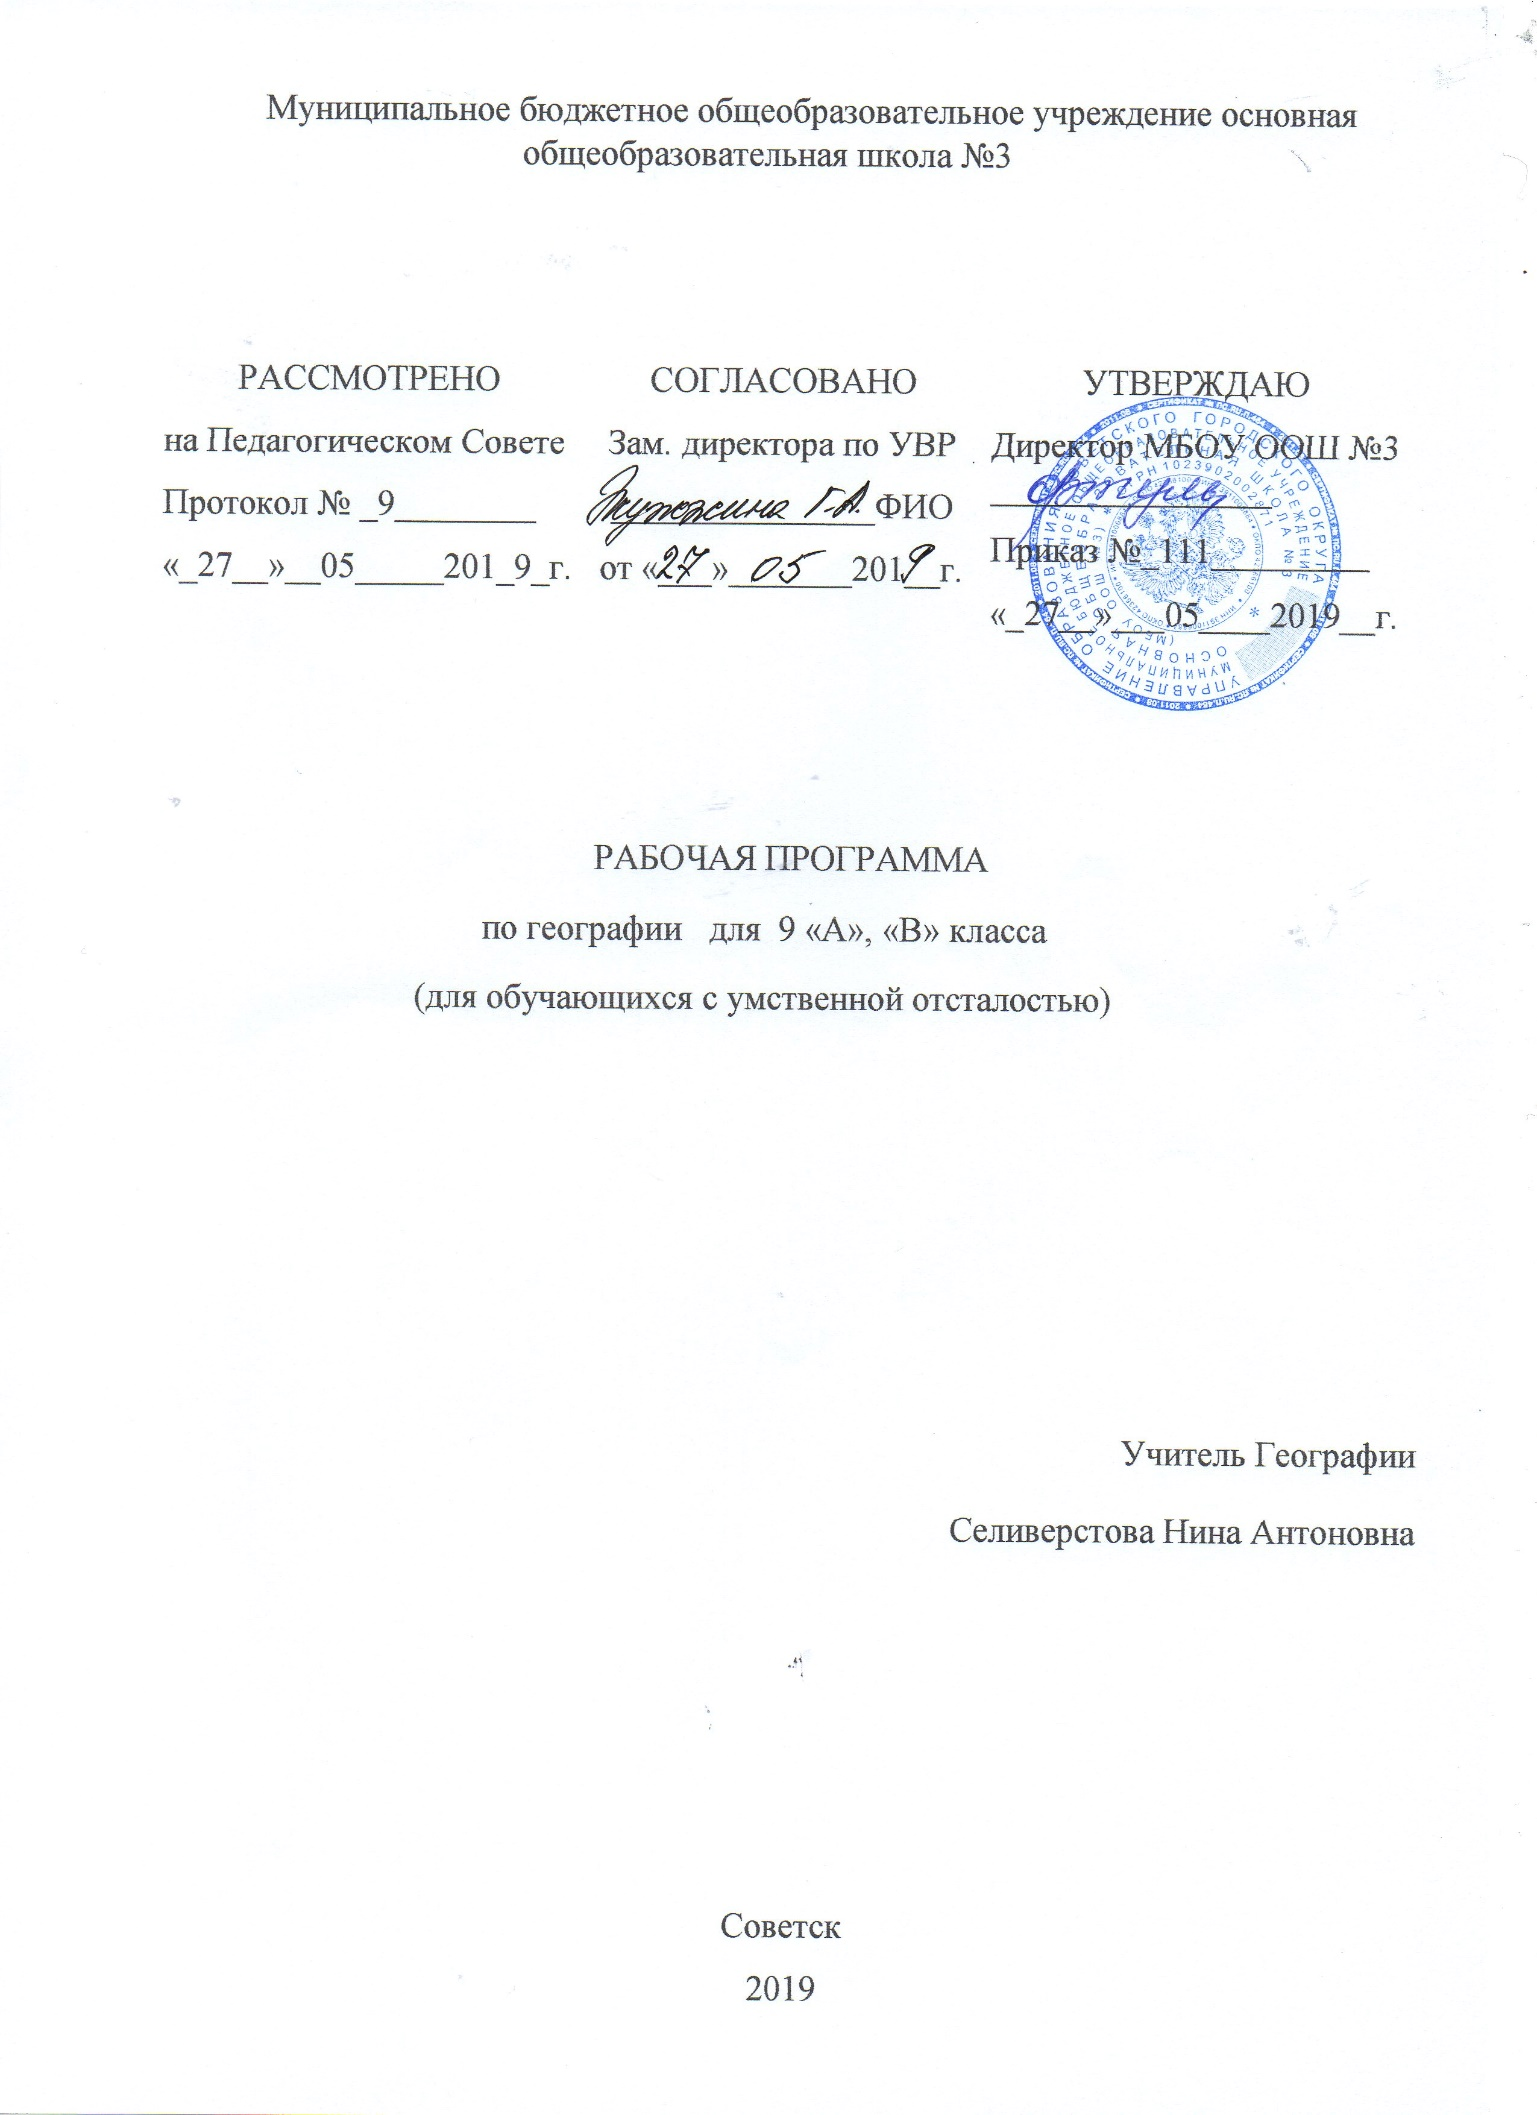 Муниципальное бюджетное общеобразовательное учреждение основная
общеобразовательная школа №3
РАССМОТРЕНО
на Педагогическом Совете
Протокол № _9________
«_27__»__05_____201_9_г.
СОГЛАСОВАНО
Зам. директора по УВР
Г.А. ФИО
от «27» 05 2019 г.
УТВЕРЖДАЮ
Директор МБОУ ООШ №3
Приказ №_111_________
«_27__»___05____2019__г.
РАБОЧАЯ ПРОГРАММА
по географии для 9 «А», «В» класса
(для обучающихся с умственной отсталостью)
Учитель Географии
Селиверстова Нина Антоновна
Советск
2019